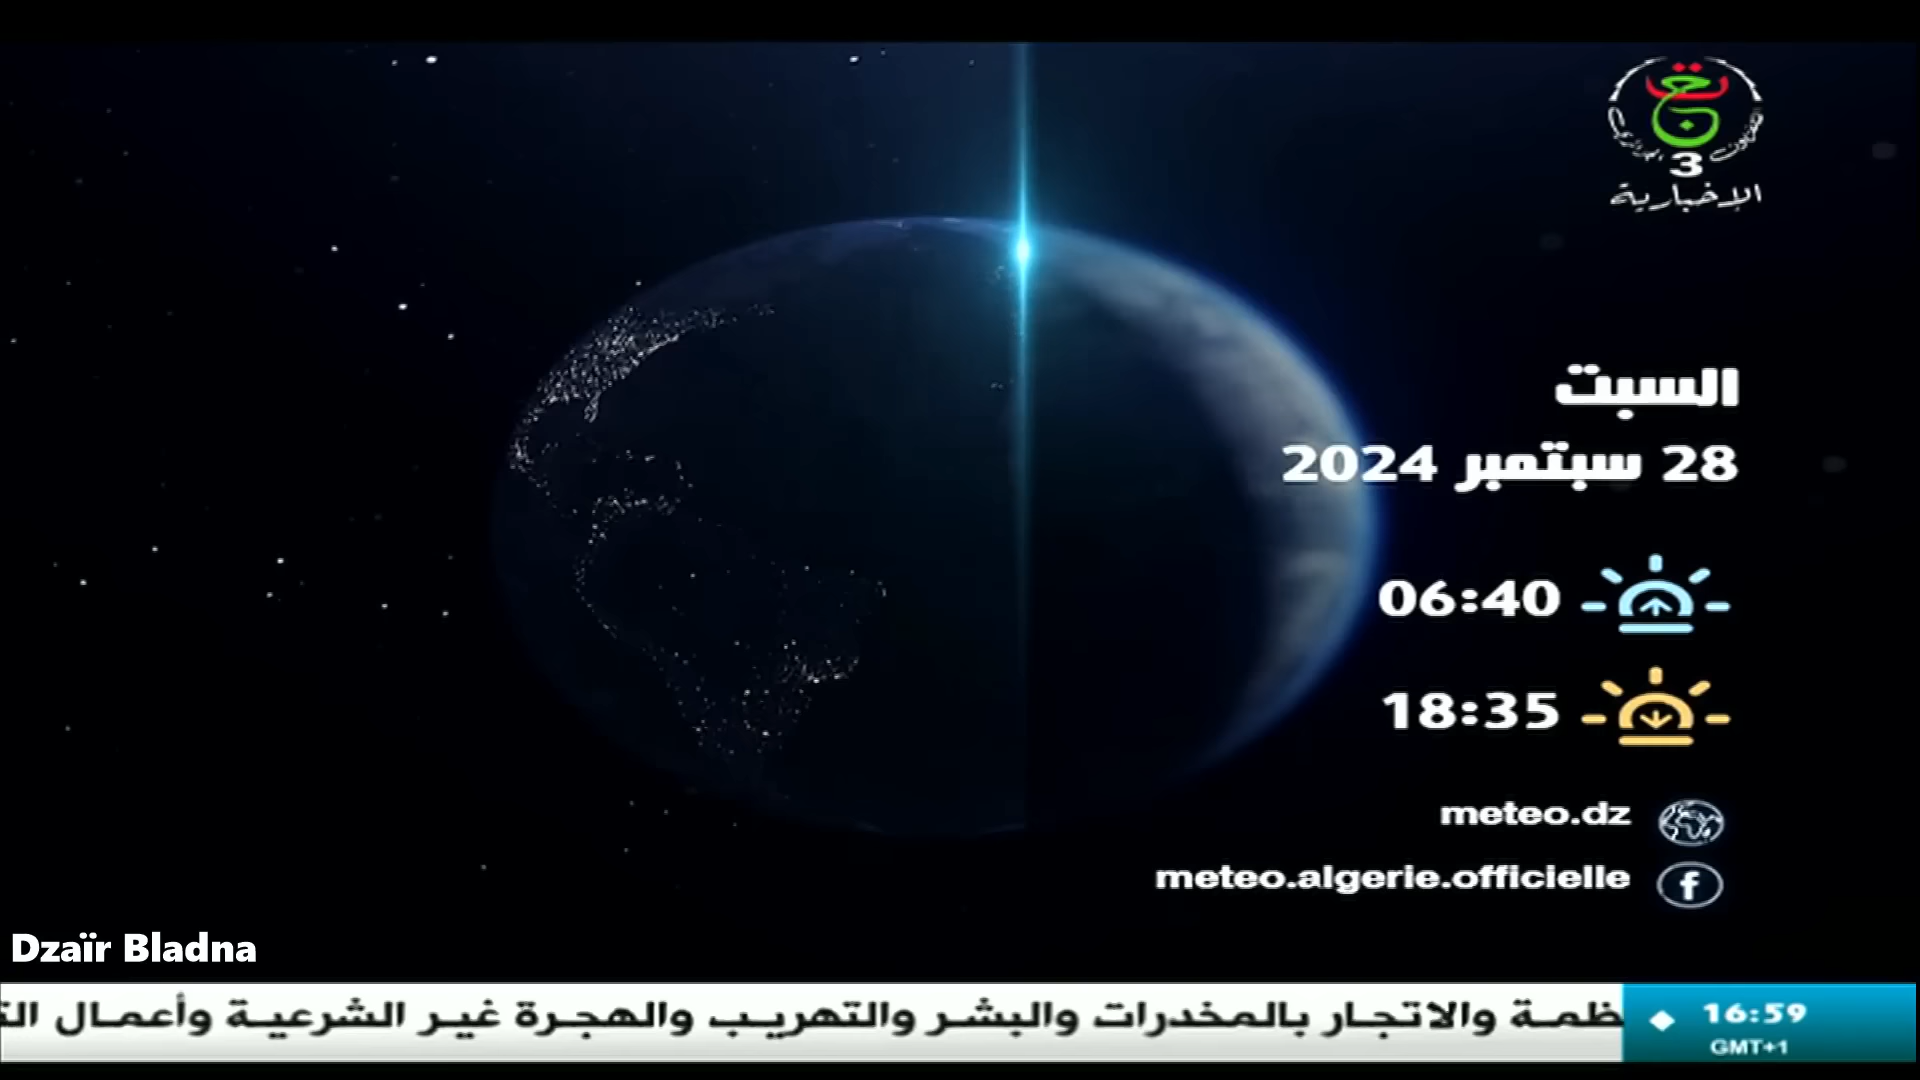 3
الإخبارية
السبت
28 سبتمبر 2024
06:40
18:35
meteo.dz
meteo.algerie.officielle
Dzaïr Bladna
ظمة والاتجار بالمخدرات والبشر والتهريب والهجرة غير الشرعية وأعمال الت
16:59
GMT+1